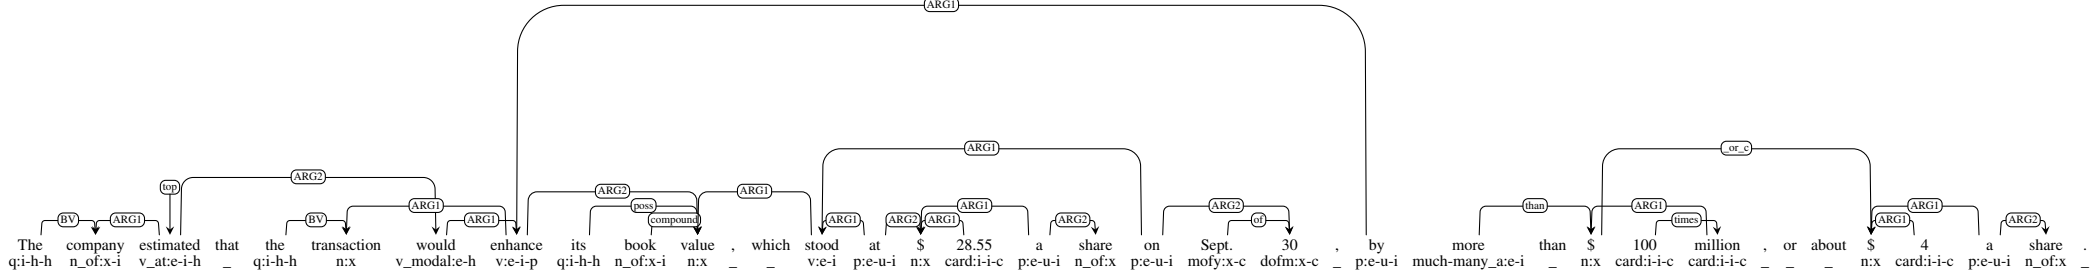 ARG1
ARG1 _or_c
top ARG2 ARG2 ARG1
ARG1 poss than ARG1 ARG1
BV ARG1 BV ARG1 compound ARG1 ARG2 ARG1 ARG1 ARG2 ARG2 of times ARG1 ARG1 ARG2
The company estimated that the transaction would enhance its book value , which stood at $ 28.55 a share on Sept. 30 , by more than $ 100 million , or about $ 4 a share .
q:i-h-h n_of:x-i v_at:e-i-h _ q:i-h-h n:x v_modal:e-h v:e-i-p q:i-h-h n_of:x-i n:x _ _ v:e-i p:e-u-i n:x card:i-i-c p:e-u-i n_of:x p:e-u-i mofy:x-c dofm:x-c _ p:e-u-i much-many_a:e-i _ n:x card:i-i-c card:i-i-c _ _ _ n:x card:i-i-c p:e-u-i n_of:x _